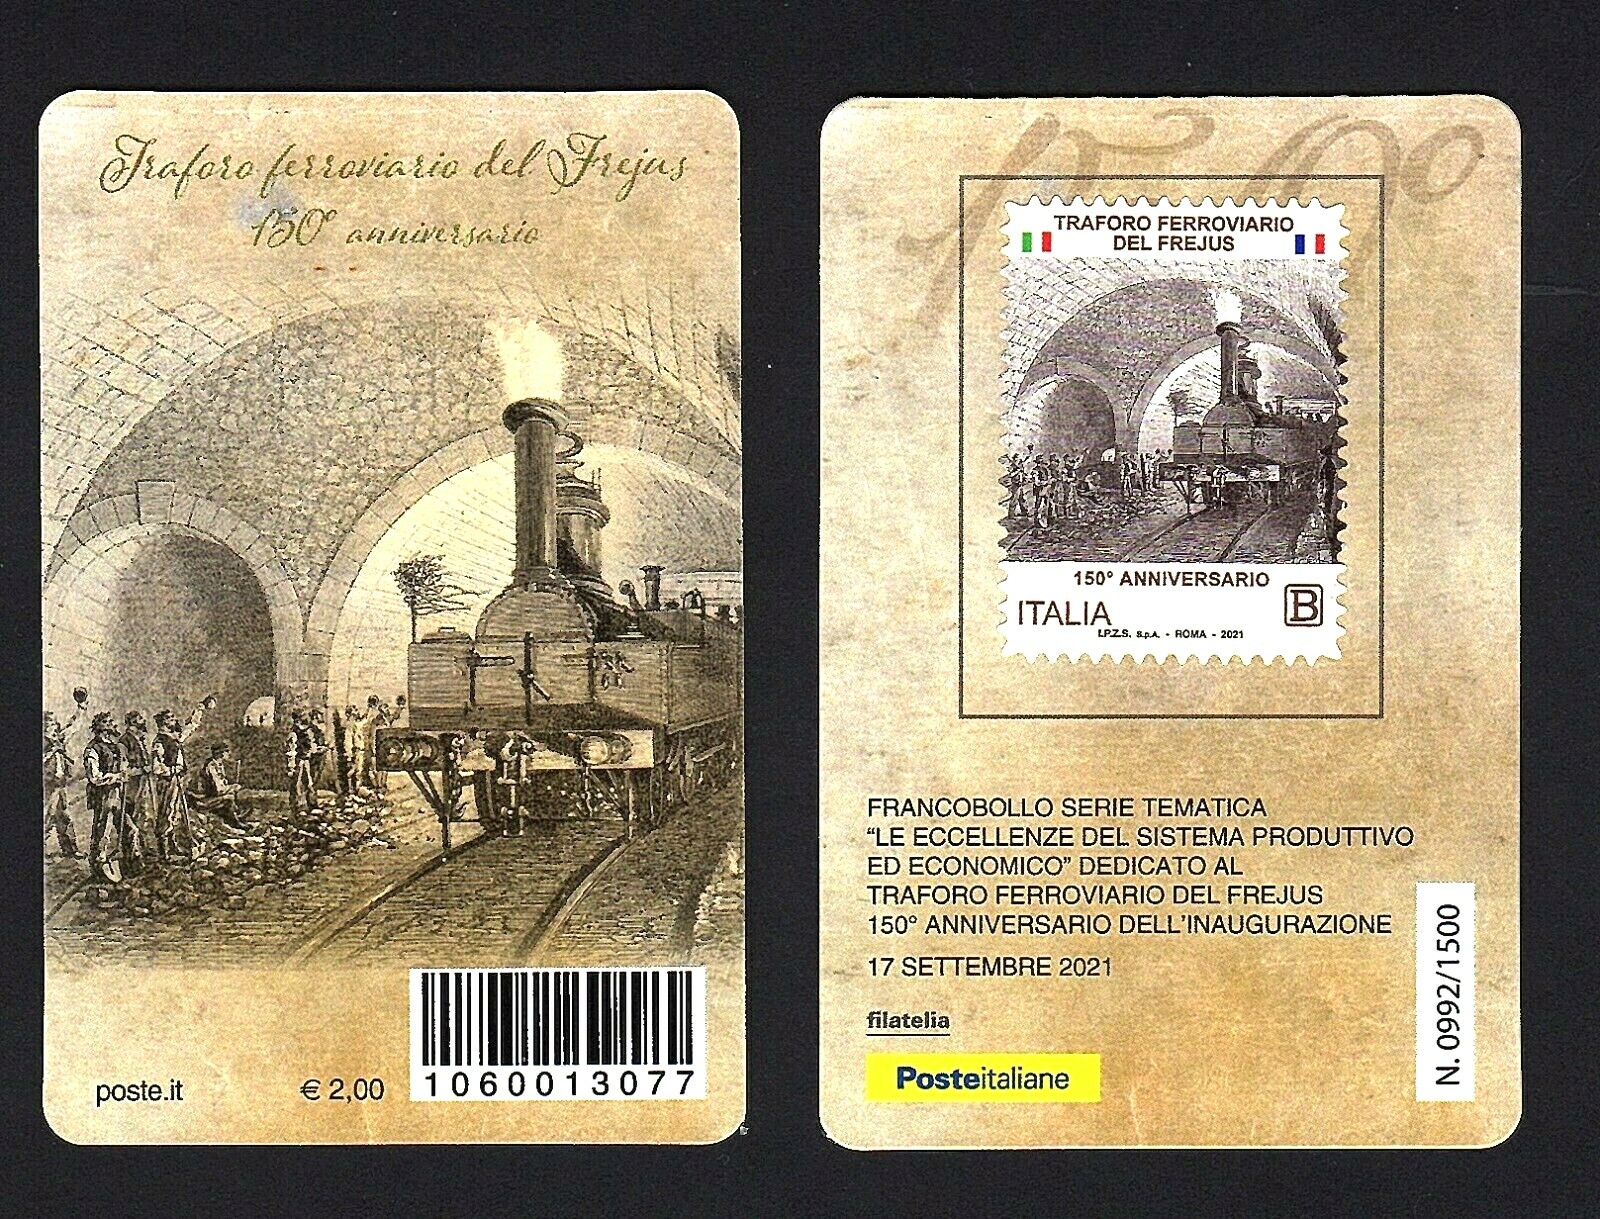 Traforo ferroviario del Frejus
150° anniversario
poste.it
€ 2,00
1060013077
TRAFORO FERROVIARIO
DEL FREJUS
150° ANNIVERSARIO
ITALIA
B
I.P.Z.S. S.p.A. - ROMA - 2021
FRANCOBOLLO SERIE TEMATICA
“LE ECCELLENZE DEL SISTEMA PRODUTTIVO
ED ECONOMICO” DEDICATO AL
TRAFORO FERROVIARIO DEL FREJUS
150° ANNIVERSARIO DELL'INAUGURAZIONE
17 SETTEMBRE 2021
filatelia
Posteitaliane
N. 0992/1500